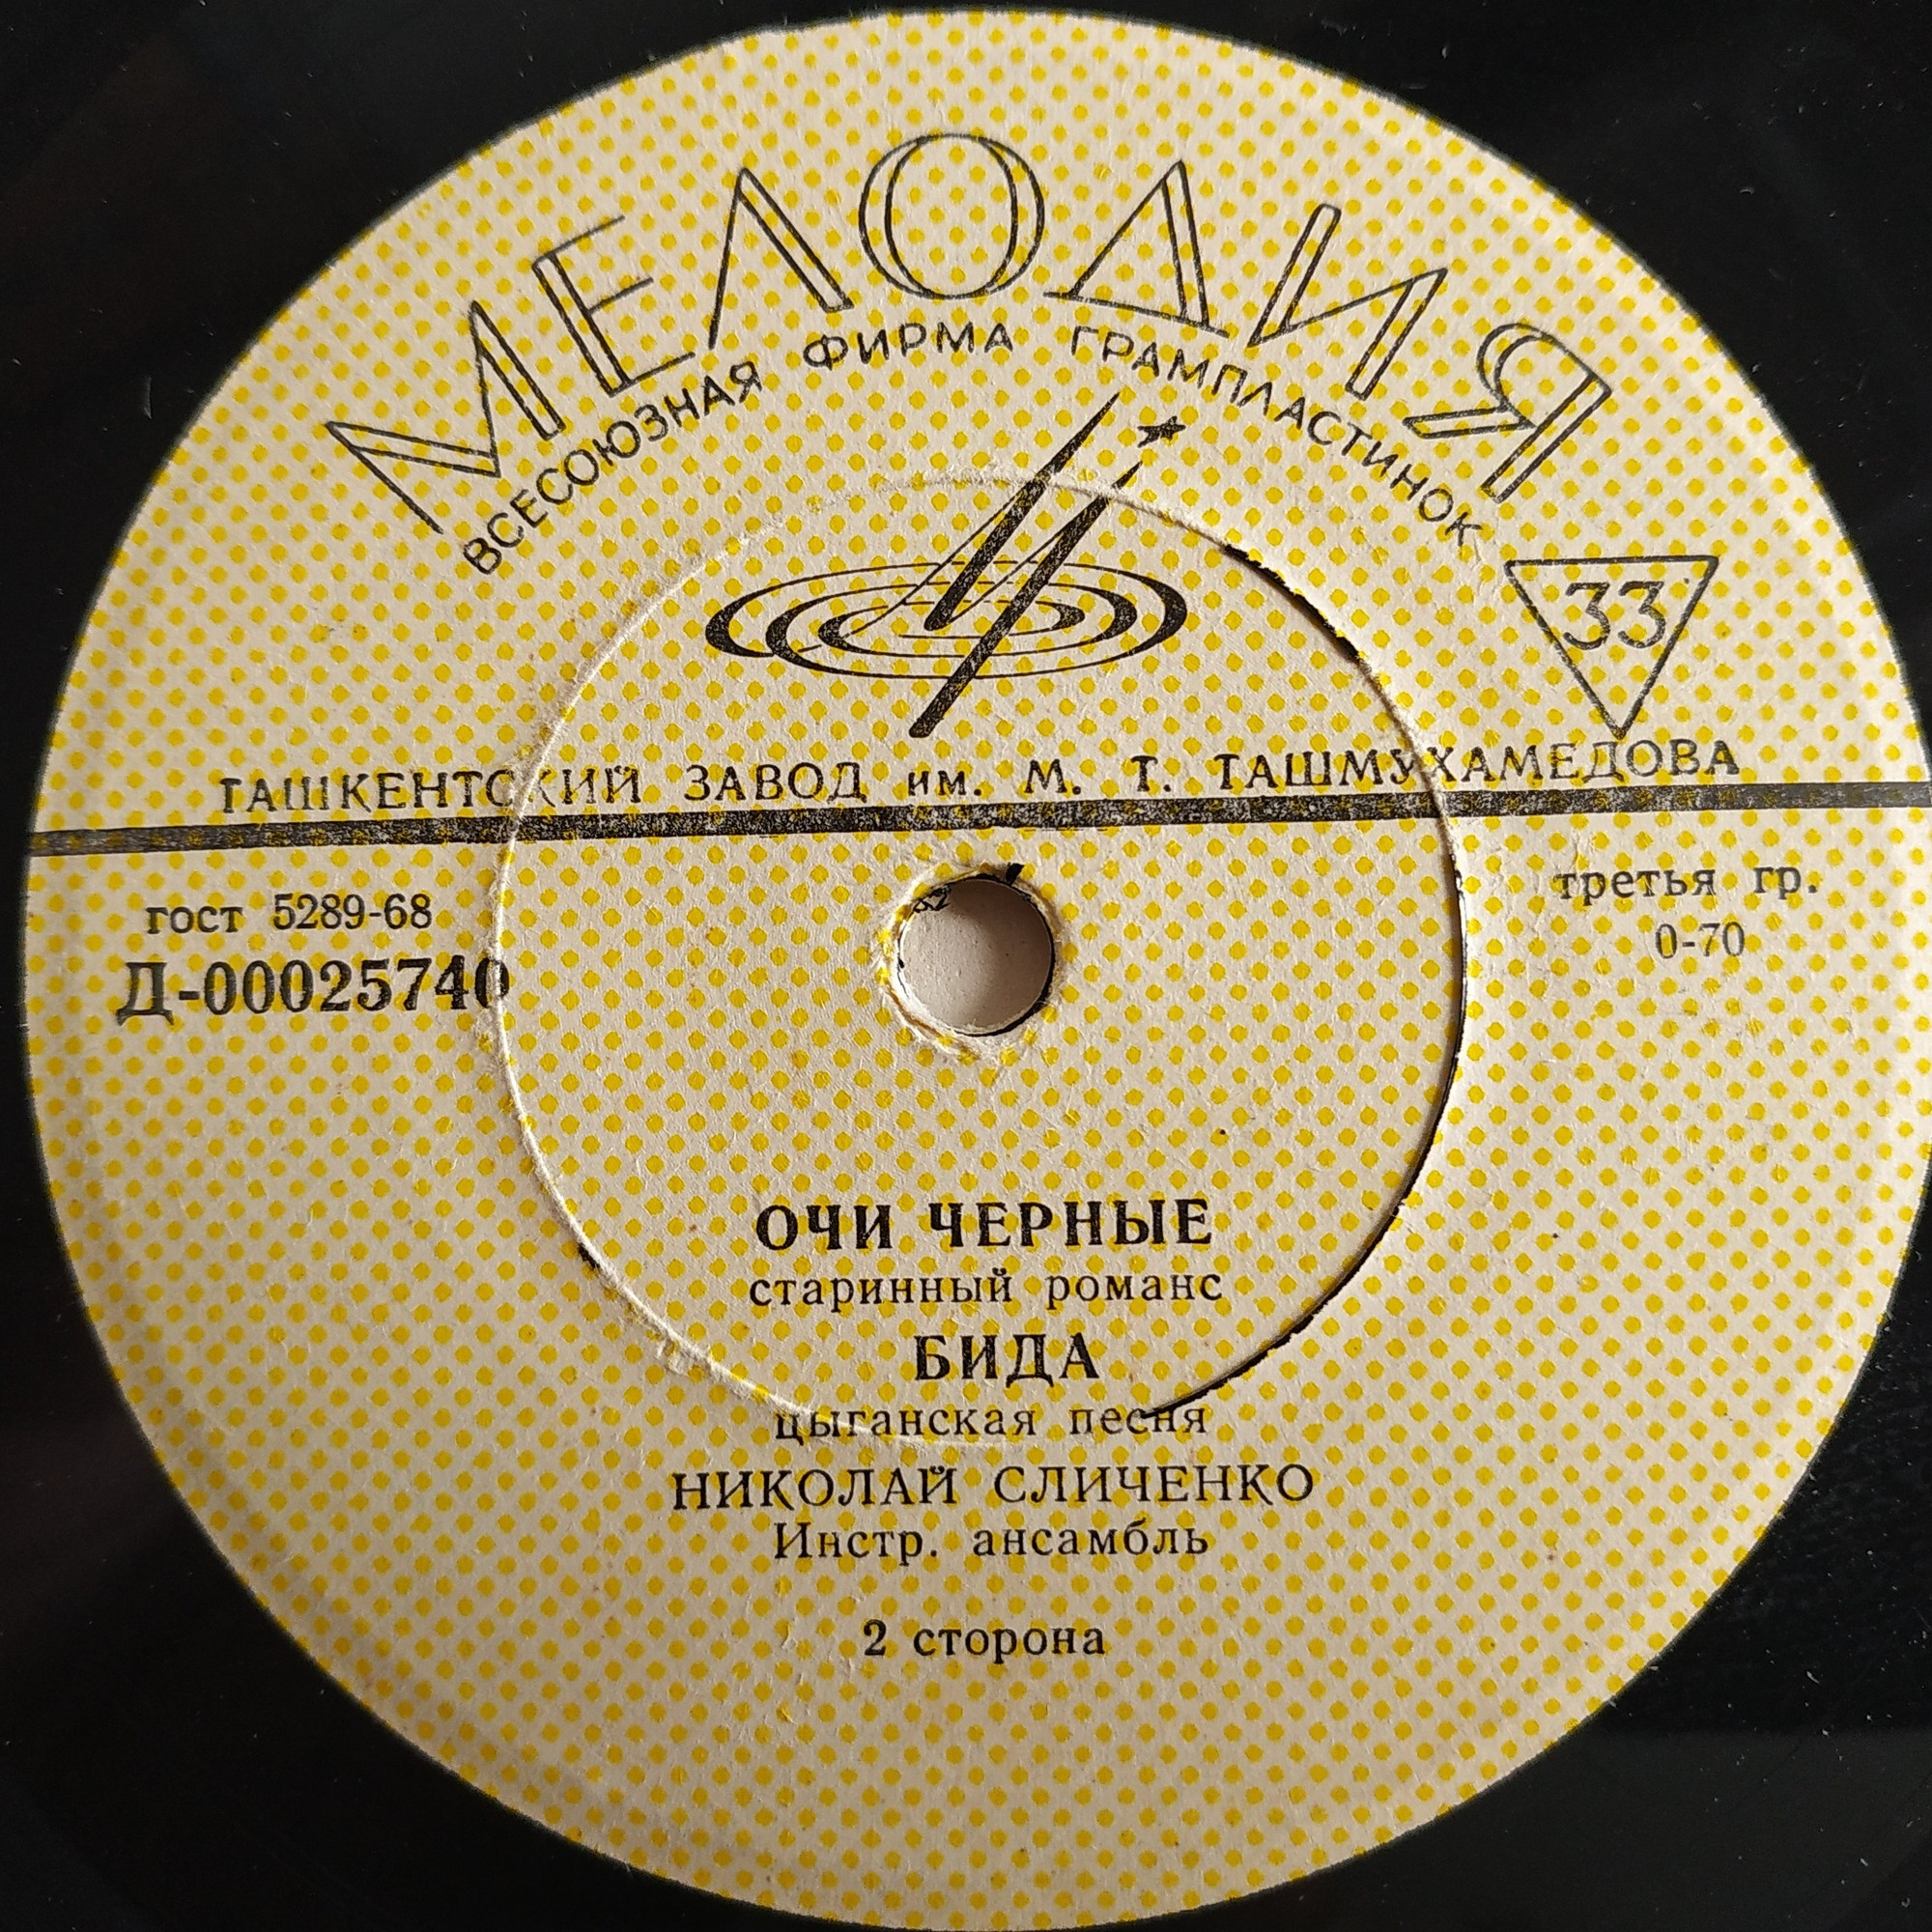 МЕЛОДИЯ
ВСЕСОЮЗНАЯ ФИРМА ГРАМПЛАСТИНОК
33
ТАШКЕНТСКИЙ ЗАВОД им. М. Т. ТАШМУХАМЕДОВА
гост 5289-68
третья гр.
Д-00025740
0-70
ОЧИ ЧЕРНЫЕ
старинный романс
БИДА
цыганская песня
НИКОЛАЙ СЛИЧЕНКО
Инстр. ансамбль
2 сторона